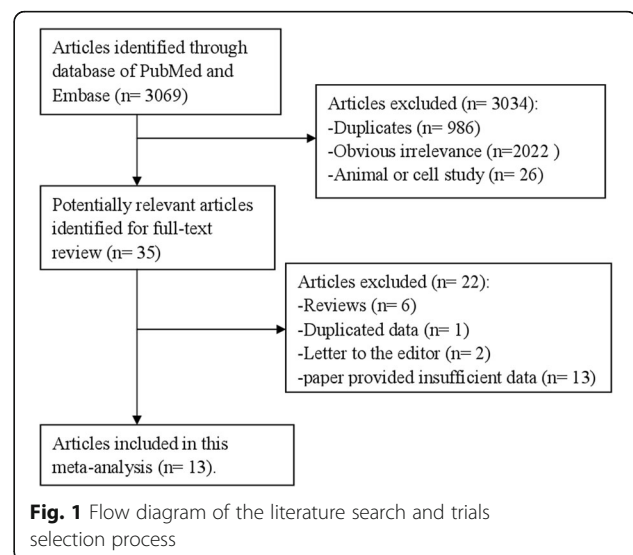 Articles identified through
database of PubMed and
Embase (n= 3069)
Articles excluded (n= 3034):
-Duplicates (n= 986)
-Obvious irrelevance (n=2022 )
-Animal or cell study (n= 26)
Potentially relevant articles
identified for full-text
review (n= 35)
Articles excluded (n= 22):
-Reviews (n= 6)
-Duplicated data (n= 1)
-Letter to the editor (n= 2)
-paper provided insufficient data (n= 13)
Articles included in this
meta-analysis (n= 13).
Fig. 1 Flow diagram of the literature search and trials
selection process